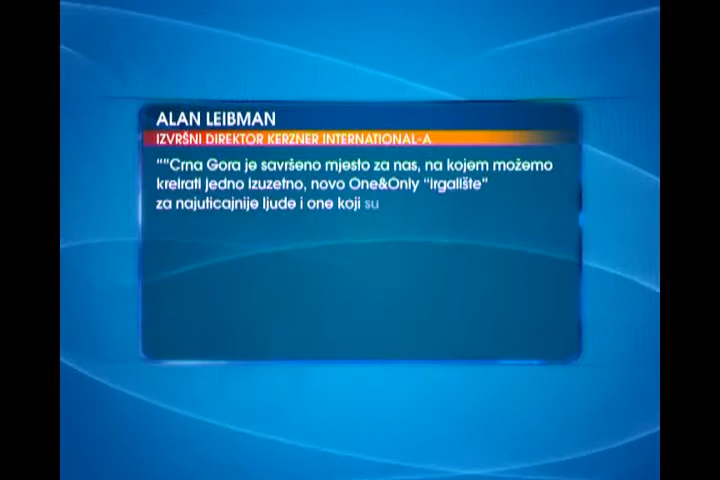 ALAN LEIBMAN
IZVRŠNI DIREKTOR KERZNER INTERNATIONAL-A
““Crna Gora je savršeno mjesto za nas, na kojem možemo
kreirati jedno izuzetno, novo One&Only “irgalište”
za najuticajnije ljude i one koji su